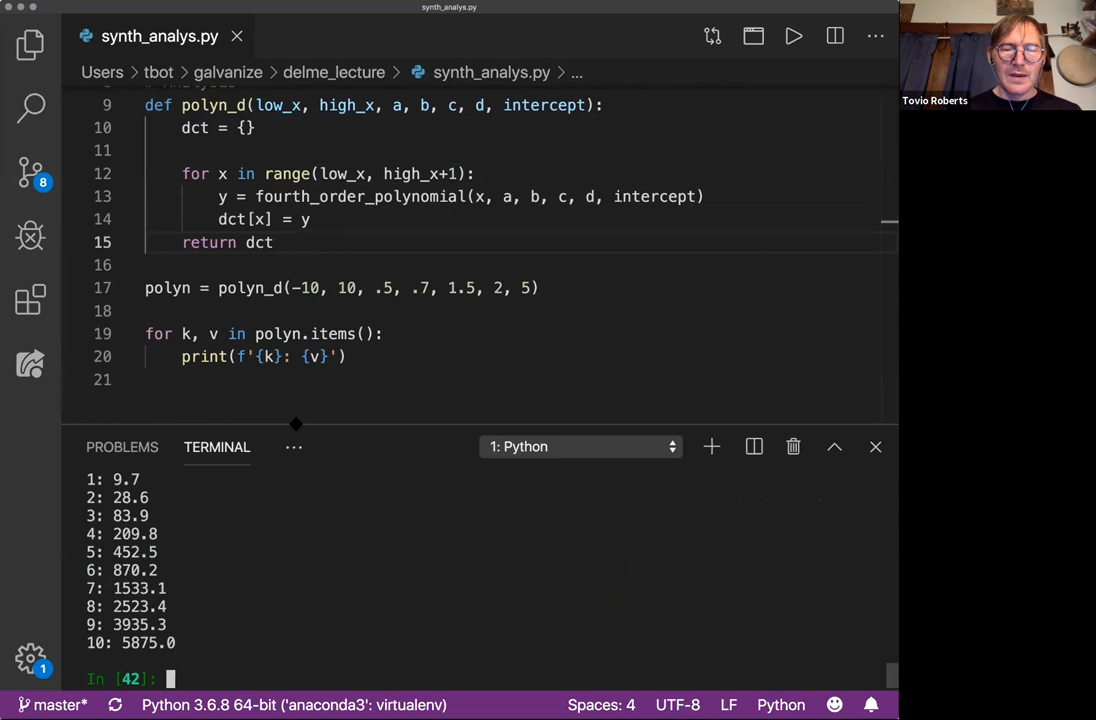 synth_analys.py
synth_analys.py
Users > tbot > galvanize > delme_lecture > synth_analys.py > ...
9 def polyn_d(low_x, high_x, a, b, c, d, intercept):
10 dct = {}
11
12 for x in range(low_x, high_x+1):
13 y = fourth_order_polynomial(x, a, b, c, d, intercept)
14 dct[x] = y
15 return dct
16
17 polyn = polyn_d(-10, 10, .5, .7, 1.5, 2, 5)
18
19 for k, v in polyn.items():
20 print(f'{k}: {v}')
21
8
1
PROBLEMS TERMINAL ... 1: Python
1: 9.7
2: 28.6
3: 83.9
4: 209.8
5: 452.5
6: 870.2
7: 1533.1
8: 2523.4
9: 3935.3
10: 5875.0
In [42]:
master* Python 3.6.8 64-bit ('anaconda3': virtualenv) Spaces: 4 UTF-8 LF Python
Tovio Roberts